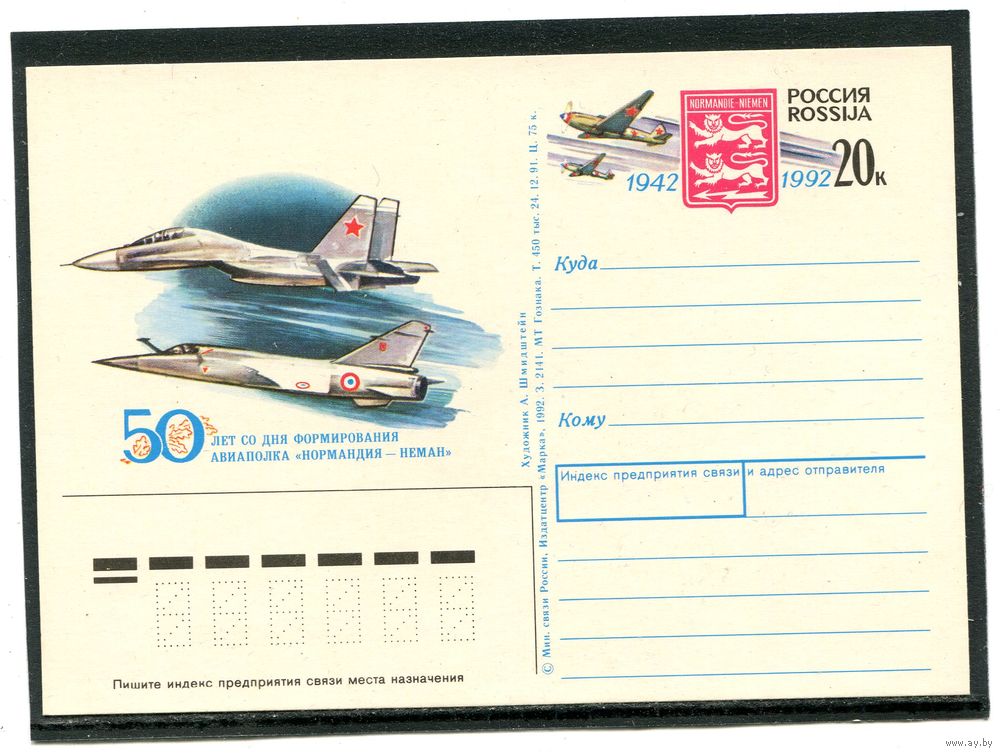 NORMANDIE-NIEMEN
РОССИЯ
ROSSIJA
1942
1992
20к
Куда
Кому
Индекс предприятия связи и адрес отправителя
50 ЛЕТ СО ДНЯ ФОРМИРОВАНИЯ
АВИАПОЛКА «НОРМАНДИЯ — НЕМАН»
Художник А. Шмидштейн
© Мин. связи России. Издатцентр «Марка», 1992. З. 2141. МТ Гознака. Т. 450 тыс. 24.12.91. Ц. 75 к.
Пишите индекс предприятия связи места назначения
www.ay.by